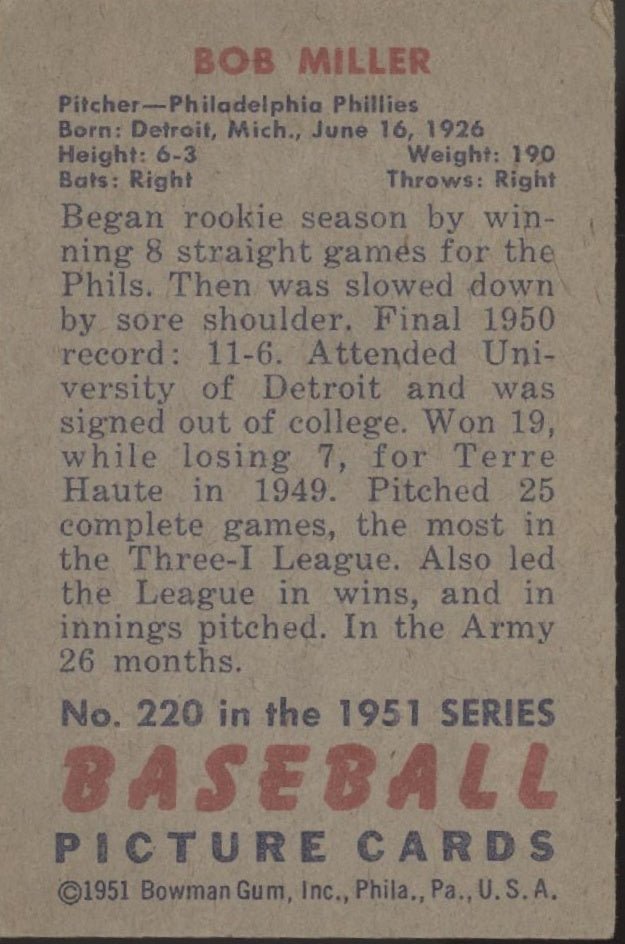 BOB MILLER
Pitcher—Philadelphia Phillies
Born: Detroit, Mich., June 16, 1926
Height: 6-3 Weight: 190
Bats: Right Throws: Right
Began rookie season by win-
ning 8 straight games for the
Phils. Then was slowed down
by sore shoulder. Final 1950
record: 11-6. Attended Uni-
versity of Detroit and was
signed out of college. Won 19,
while losing 7, for Terre
Haute in 1949. Pitched 25
complete games, the most in
the Three-I League. Also led
the League in wins, and in
innings pitched. In the Army
26 months.
No. 220 in the 1951 SERIES
BASEBALL
PICTURE CARDS
©1951 Bowman Gum, Inc., Phila., Pa., U. S. A.